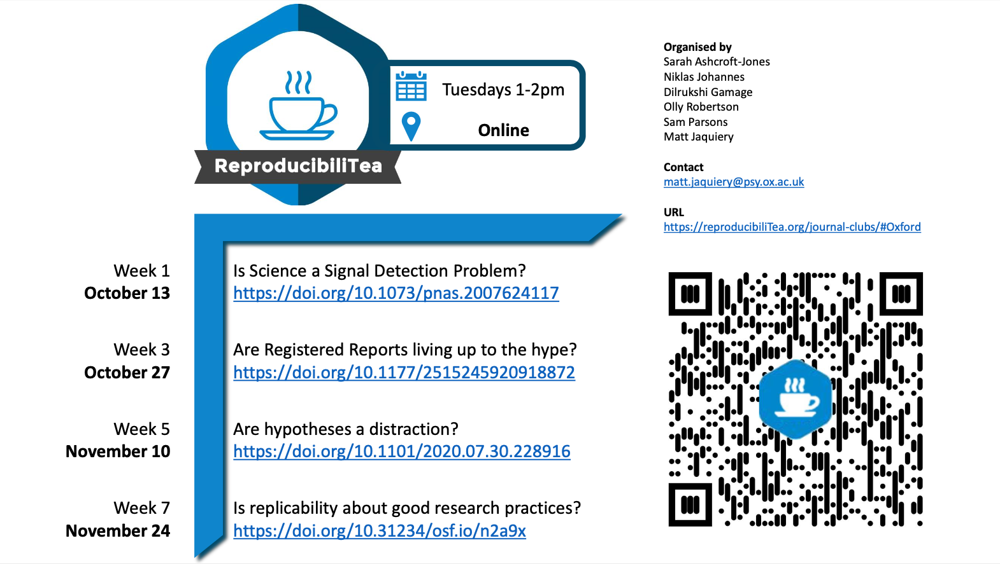 Tuesdays 1-2pm
Online
ReproducibiliTea
Organised by
Sarah Ashcroft-Jones
Niklas Johannes
Dilrukshi Gamage
Olly Robertson
Sam Parsons
Matt Jaquiery
Contact
matt.jaquiery@psy.ox.ac.uk
URL
https://reproducibiliTea.org/journal-clubs/#Oxford
Week 1
October 13
Is Science a Signal Detection Problem?
https://doi.org/10.1073/pnas.2007624117
Week 3
October 27
Are Registered Reports living up to the hype?
https://doi.org/10.1177/2515245920918872
Week 5
November 10
Are hypotheses a distraction?
https://doi.org/10.1101/2020.07.30.228916
Week 7
November 24
Is replicability about good research practices?
https://doi.org/10.31234/osf.io/n2a9x